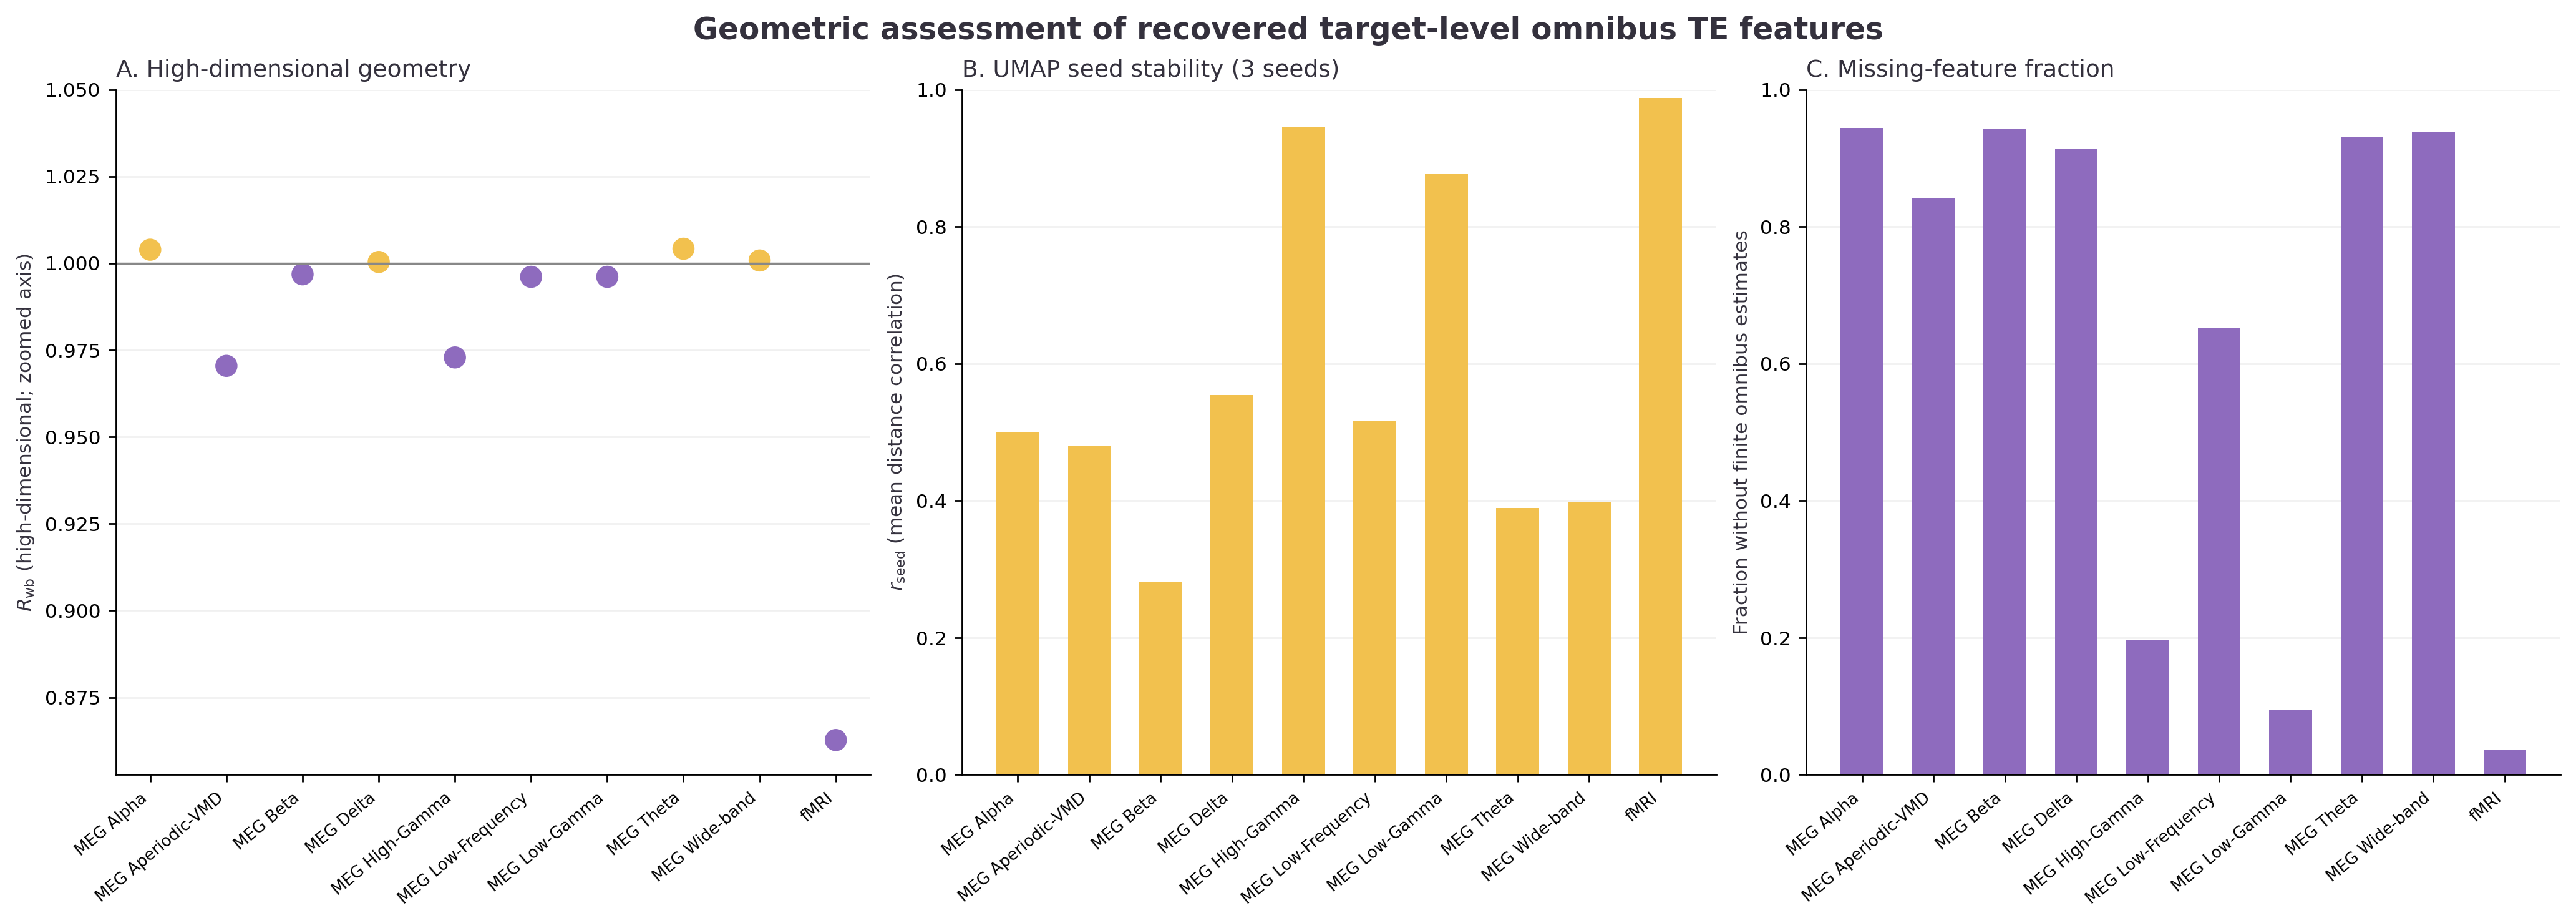 Geometric assessment of recovered target-level omnibus TE features
A. High-dimensional geometry
R_wb (high-dimensional; zoomed axis)
1.050
1.025
1.000
0.975
0.950
0.925
0.900
0.875
MEG Alpha
MEG Aperiodic-VMD
MEG Beta
MEG Delta
MEG High-Gamma
MEG Low-Frequency
MEG Low-Gamma
MEG Theta
MEG Wide-band
fMRI
B. UMAP seed stability (3 seeds)
r_seed (mean distance correlation)
1.0
0.8
0.6
0.4
0.2
0.0
MEG Alpha
MEG Aperiodic-VMD
MEG Beta
MEG Delta
MEG High-Gamma
MEG Low-Frequency
MEG Low-Gamma
MEG Theta
MEG Wide-band
fMRI
C. Missing-feature fraction
Fraction without finite omnibus estimates
1.0
0.8
0.6
0.4
0.2
0.0
MEG Alpha
MEG Aperiodic-VMD
MEG Beta
MEG Delta
MEG High-Gamma
MEG Low-Frequency
MEG Low-Gamma
MEG Theta
MEG Wide-band
fMRI